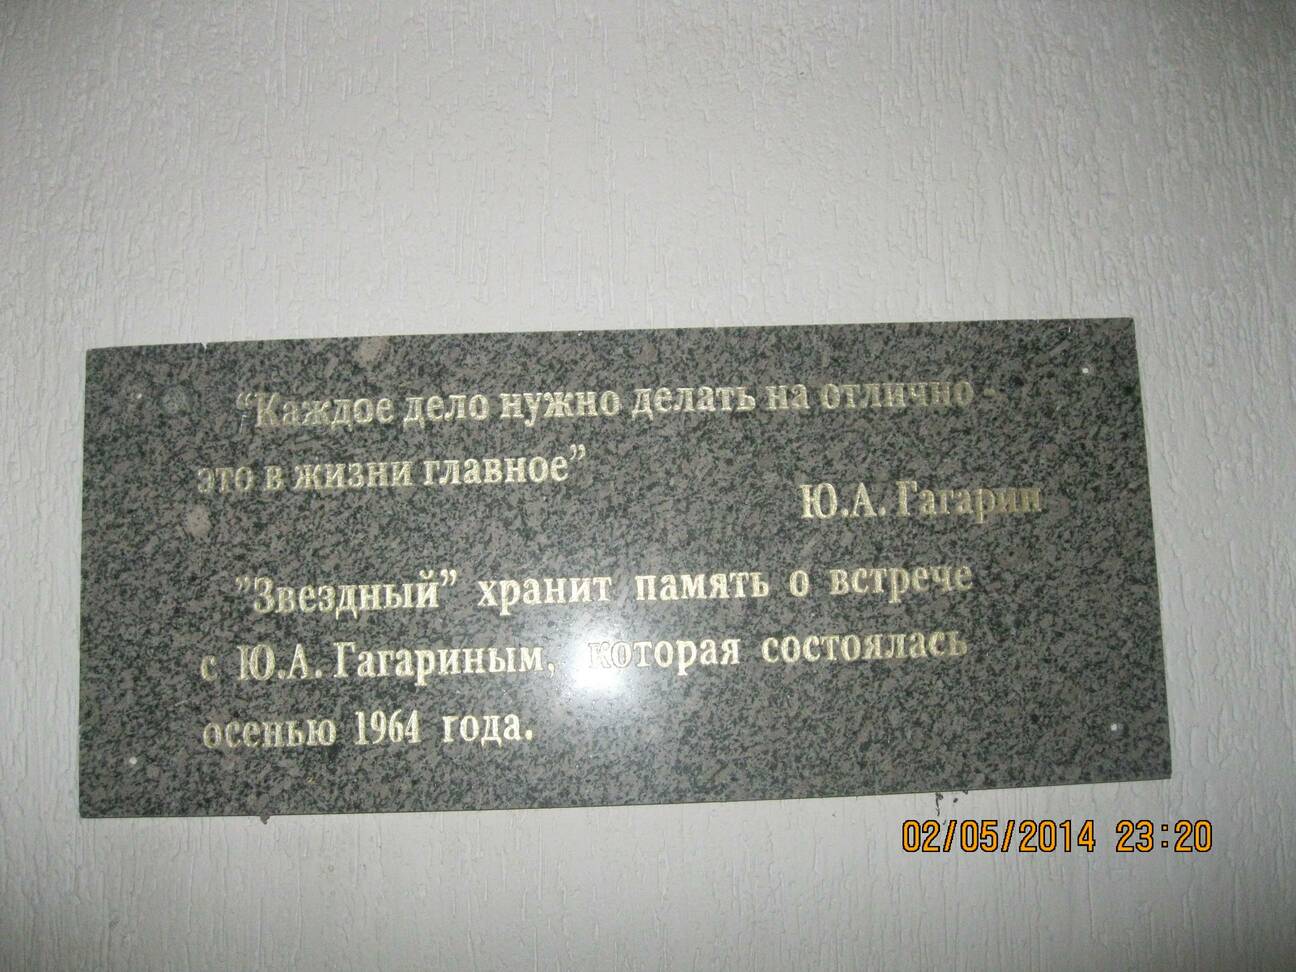 “Каждое дело нужно делать на отлично -
это в жизни главное”
Ю.А. Гагарин
”Звездный” хранит память о встрече
с Ю.А. Гагариным, которая состоялась
осенью 1964 года.
02/05/2014 23:20